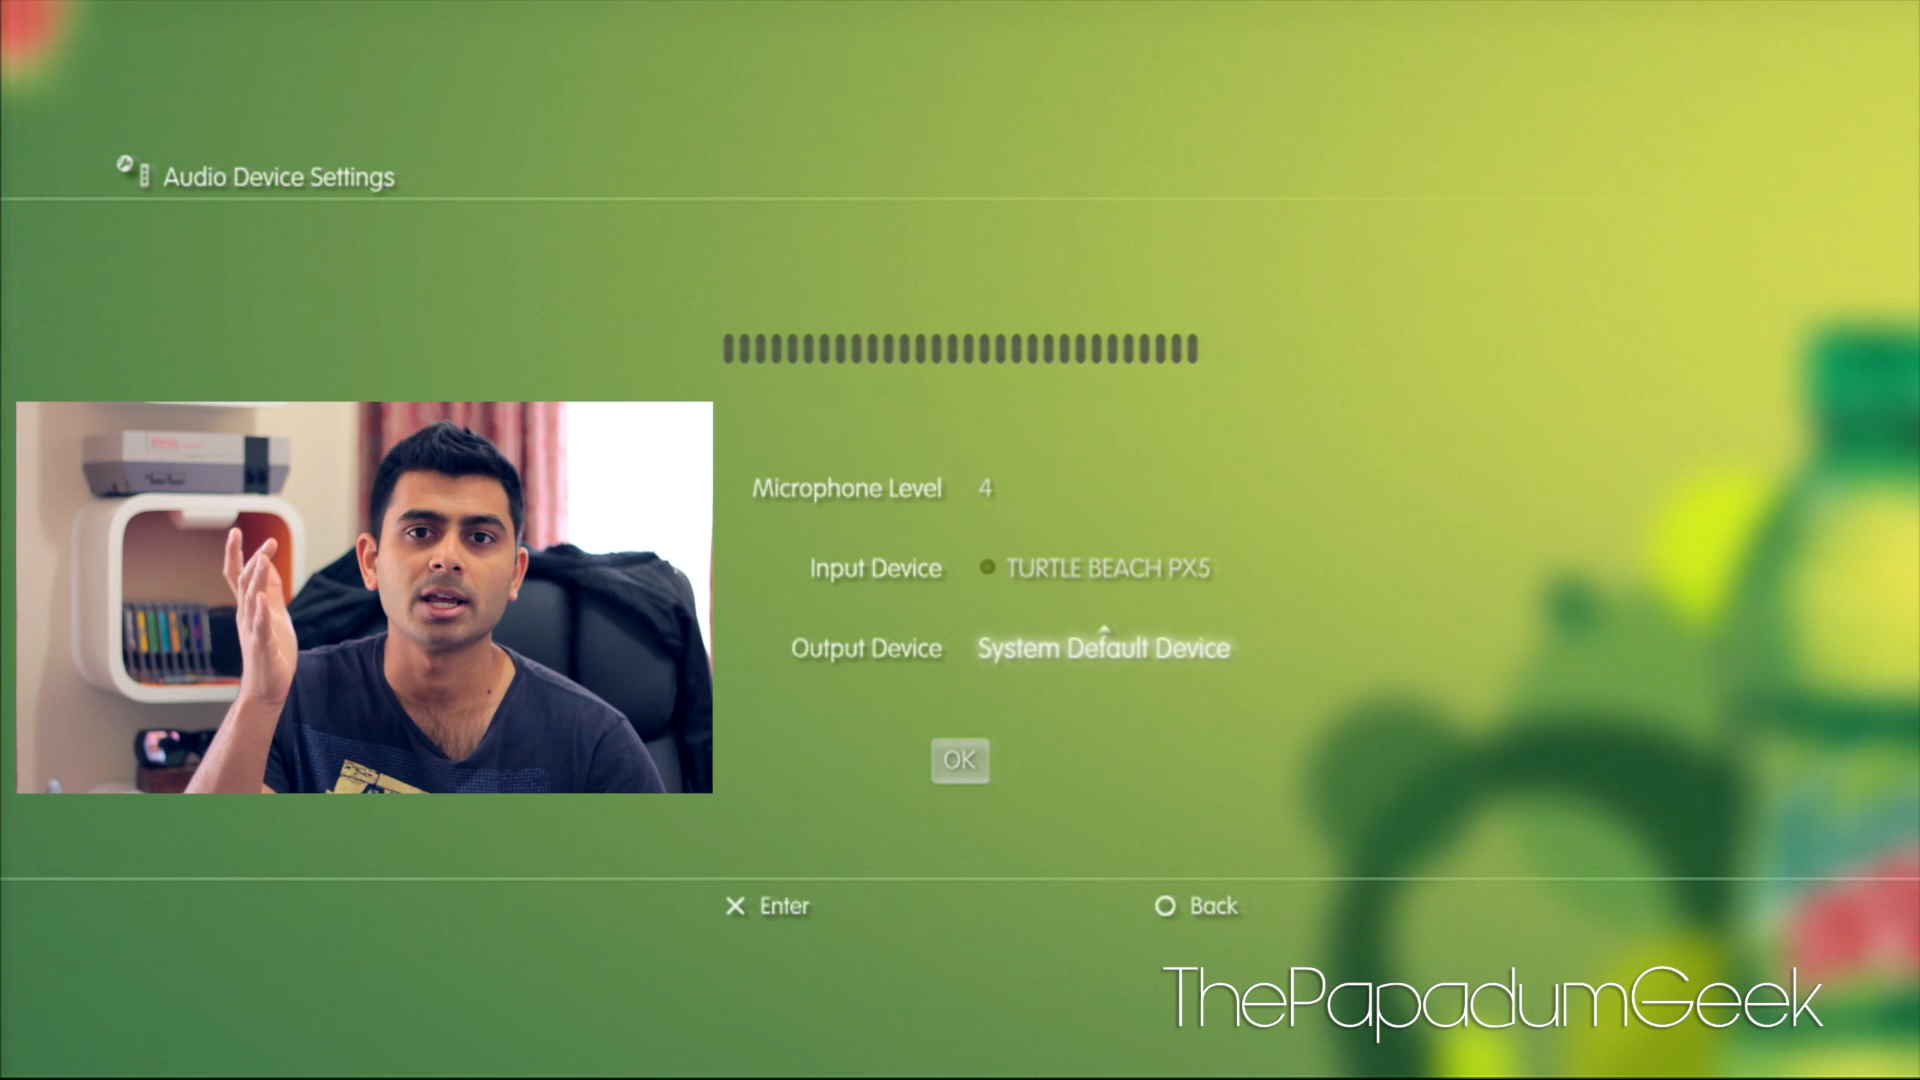 Audio Device Settings
Microphone Level 4
Input Device TURTLE BEACH PX5
Output Device System Default Device
OK
Enter
Back
ThePapadumGeek